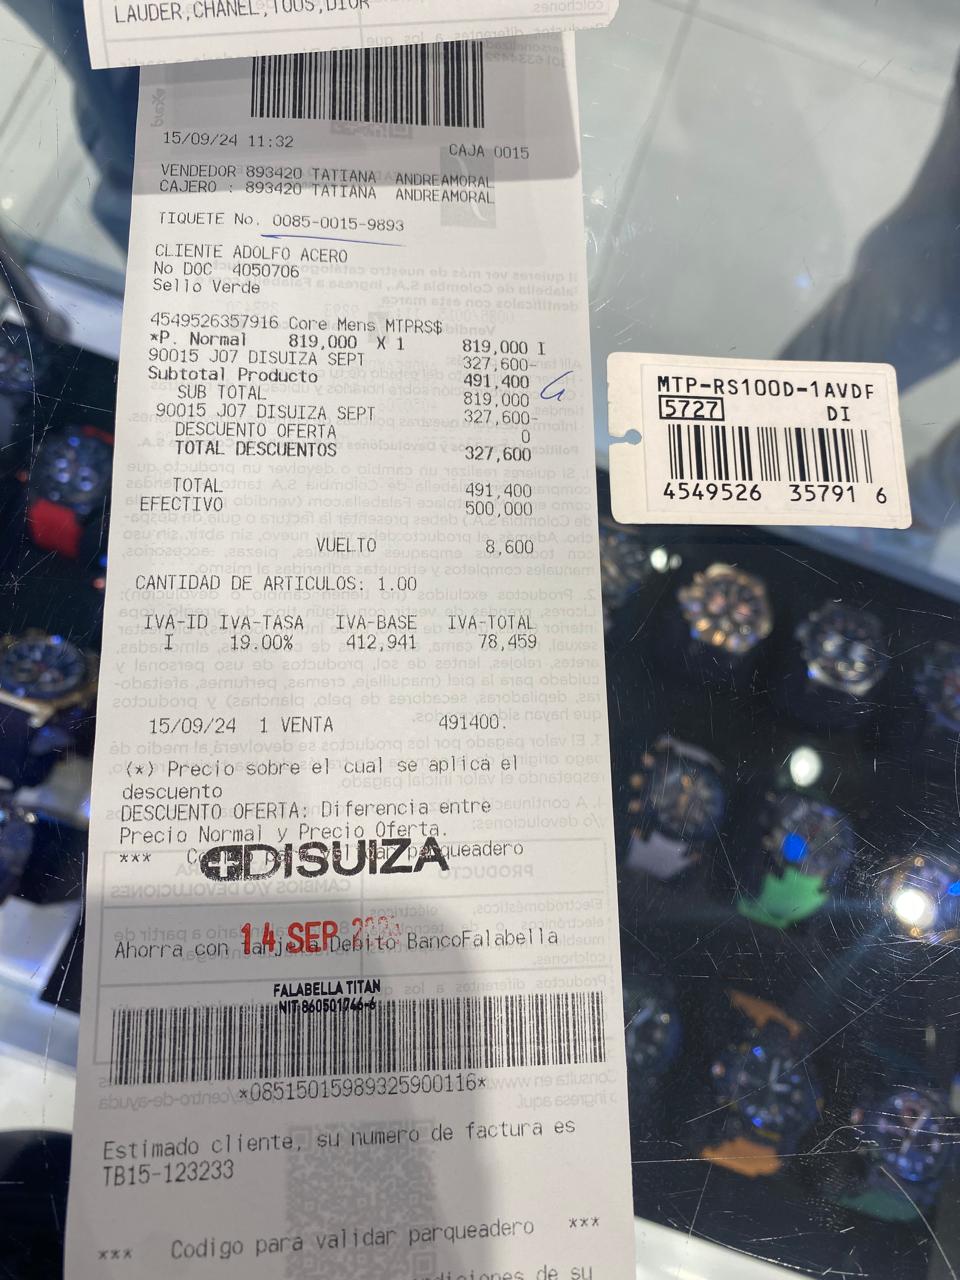 LAUDER,CHANEL,TOUS,DIOR
15/09/24 11:32 CAJA 0015
VENDEDOR 893420 TATIANA ANDREAMORAL
CAJERO : 893420 TATIANA ANDREAMORAL
TIQUETE No. 0085-0015-9893
CLIENTE ADOLFO ACERO
No DOC 4050706
Sello Verde
4549526357916 Core Mens MTPRS$
*P. Normal 819,000 X 1 819,000 I
90015 J07 DISUIZA SEPT 327,600-
Subtotal Producto 491,400
SUB TOTAL 819,000
90015 J07 DISUIZA SEPT 327,600-
DESCUENTO OFERTA 0
TOTAL DESCUENTOS 327,600
TOTAL 491,400
EFECTIVO 500,000
VUELTO 8,600
CANTIDAD DE ARTICULOS: 1.00
IVA-ID IVA-TASA IVA-BASE IVA-TOTAL
I 19.00% 412,941 78,459
15/09/24 1 VENTA 491400.
(*) Precio sobre el cual se aplica el
descuento
DESCUENTO OFERTA: Diferencia entre
Precio Normal y Precio Oferta.
*** parqueadero
DISUIZA
14 SEP
Ahorra con Tarjeta Debito BancoFalabella
FALABELLA TITAN
NIT 860501746-6
*08515015989325900116*
Estimado cliente, su numero de factura es
TB15-123233
*** Codigo para validar parqueadero ***
de su
MTP-RS100D-1AVDF
5727 DI
4549526 35791 6